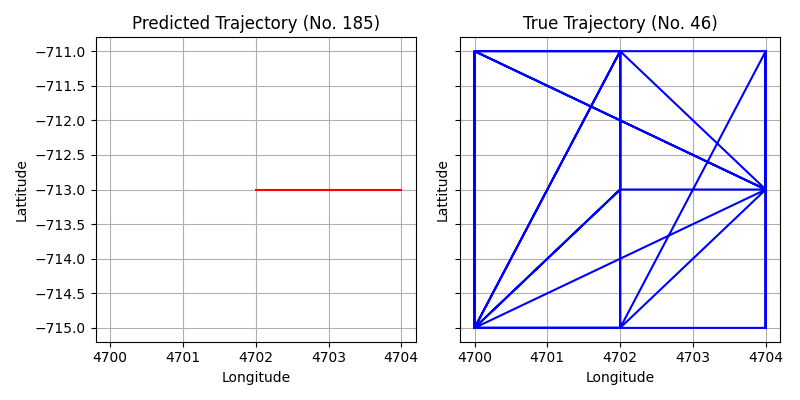 Predicted Trajectory (No. 185)
Lattitude
−711.0
−711.5
−712.0
−712.5
−713.0
−713.5
−714.0
−714.5
−715.0
4700 4701 4702 4703 4704
Longitude
True Trajectory (No. 46)
Lattitude
4700 4701 4702 4703 4704
Longitude